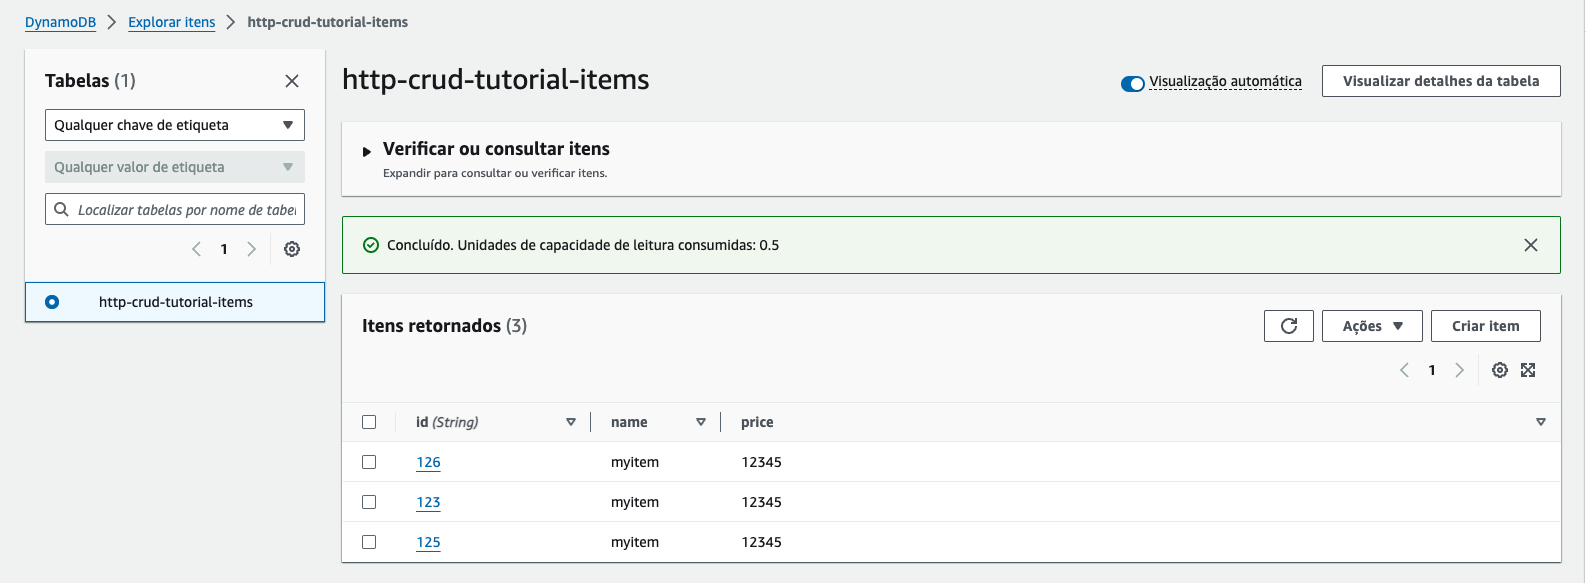 DynamoDB > Explorar itens > http-crud-tutorial-items
Tabelas (1)
Qualquer chave de etiqueta
Qualquer valor de etiqueta
Localizar tabelas por nome de tabel
1
http-crud-tutorial-items
http-crud-tutorial-items
Visualização automática
Visualizar detalhes da tabela
Verificar ou consultar itens
Expandir para consultar ou verificar itens.
Concluído. Unidades de capacidade de leitura consumidas: 0.5
Itens retornados (3)
Ações
Criar item
1
id (String) name price
126 myitem 12345
123 myitem 12345
125 myitem 12345